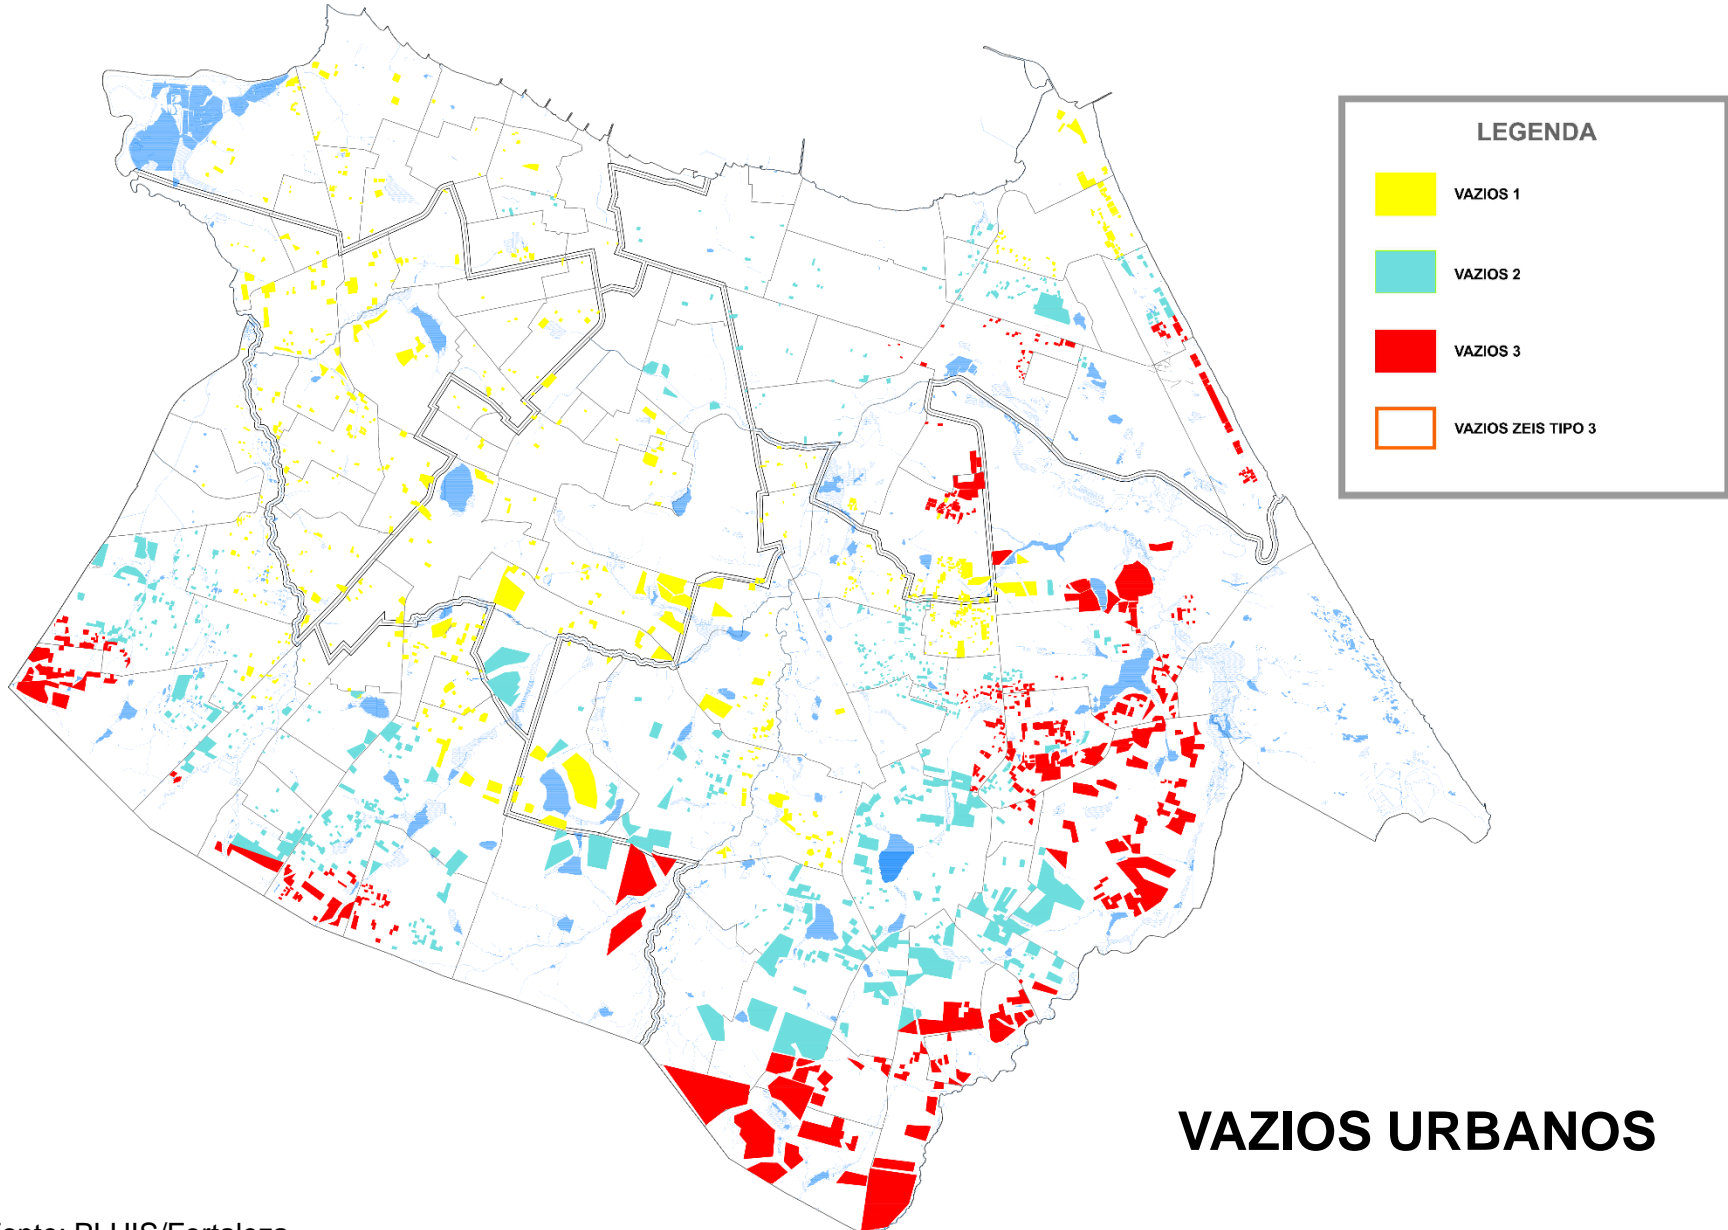 LEGENDA
VAZIOS 1
VAZIOS 2
VAZIOS 3
VAZIOS ZEIS TIPO 3
VAZIOS URBANOS